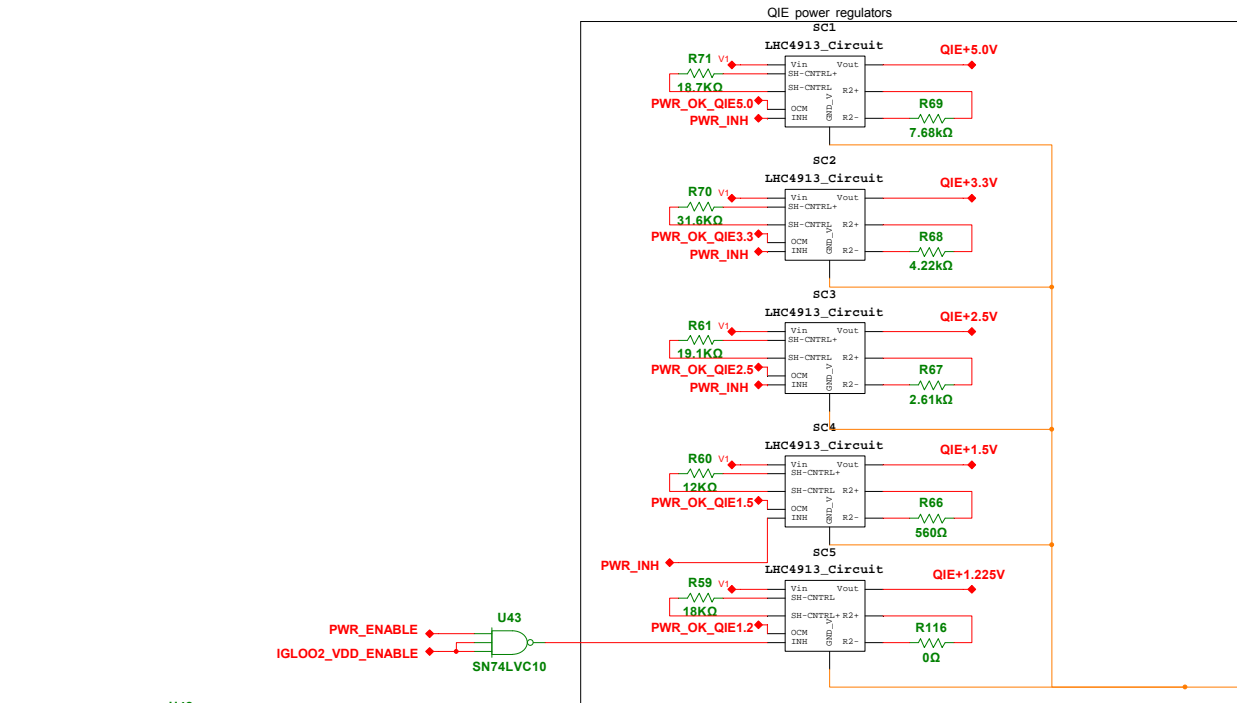 QIE power regulators
SC1
LHC4913_Circuit
R71
V1
18.7KΩ
PWR_OK_QIE5.0
PWR_INH
Vin
SH-CNTRL+
SH-CNTRL
OCM
INH
GND_V
Vout
R2+
R2-
QIE+5.0V
R69
7.68kΩ
SC2
LHC4913_Circuit
R70
V1
31.6KΩ
PWR_OK_QIE3.3
PWR_INH
Vin
SH-CNTRL+
SH-CNTRL
OCM
INH
GND_V
Vout
R2+
R2-
QIE+3.3V
R68
4.22kΩ
SC3
LHC4913_Circuit
R61
V1
19.1KΩ
PWR_OK_QIE2.5
PWR_INH
Vin
SH-CNTRL+
SH-CNTRL
OCM
INH
GND_V
Vout
R2+
R2-
QIE+2.5V
R67
2.61kΩ
SC4
LHC4913_Circuit
R60
V1
12KΩ
PWR_OK_QIE1.5
PWR_INH
Vin
SH-CNTRL+
SH-CNTRL
OCM
INH
GND_V
Vout
R2+
R2-
QIE+1.5V
R66
560Ω
SC5
LHC4913_Circuit
R59
V1
18KΩ
PWR_OK_QIE1.2
Vin
SH-CNTRL
SH-CNTRL+
OCM
INH
GND_V
Vout
R2+
R2-
QIE+1.225V
R116
0Ω
U43
PWR_ENABLE
IGLOO2_VDD_ENABLE
SN74LVC10